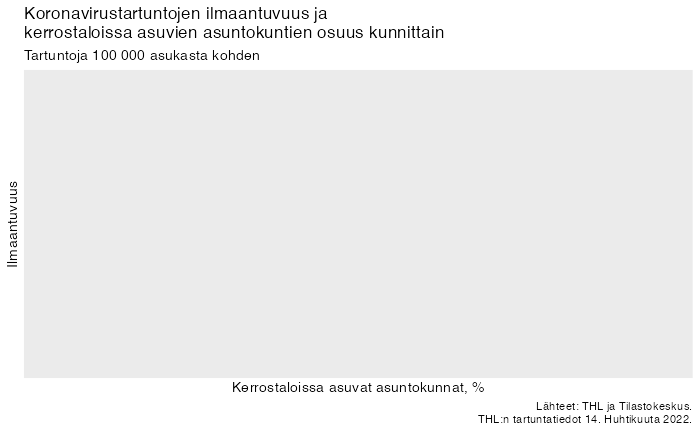 Koronavirustartuntojen ilmaantuvuus ja
kerrostaloissa asuvien asuntokuntien osuus kunnittain
Tartuntoja 100 000 asukasta kohden
Ilmaantuvuus
Kerrostaloissa asuvat asuntokunnat, %
Lähteet: THL ja Tilastokeskus.
THL:n tartuntatiedot 14. Huhtikuuta 2022.